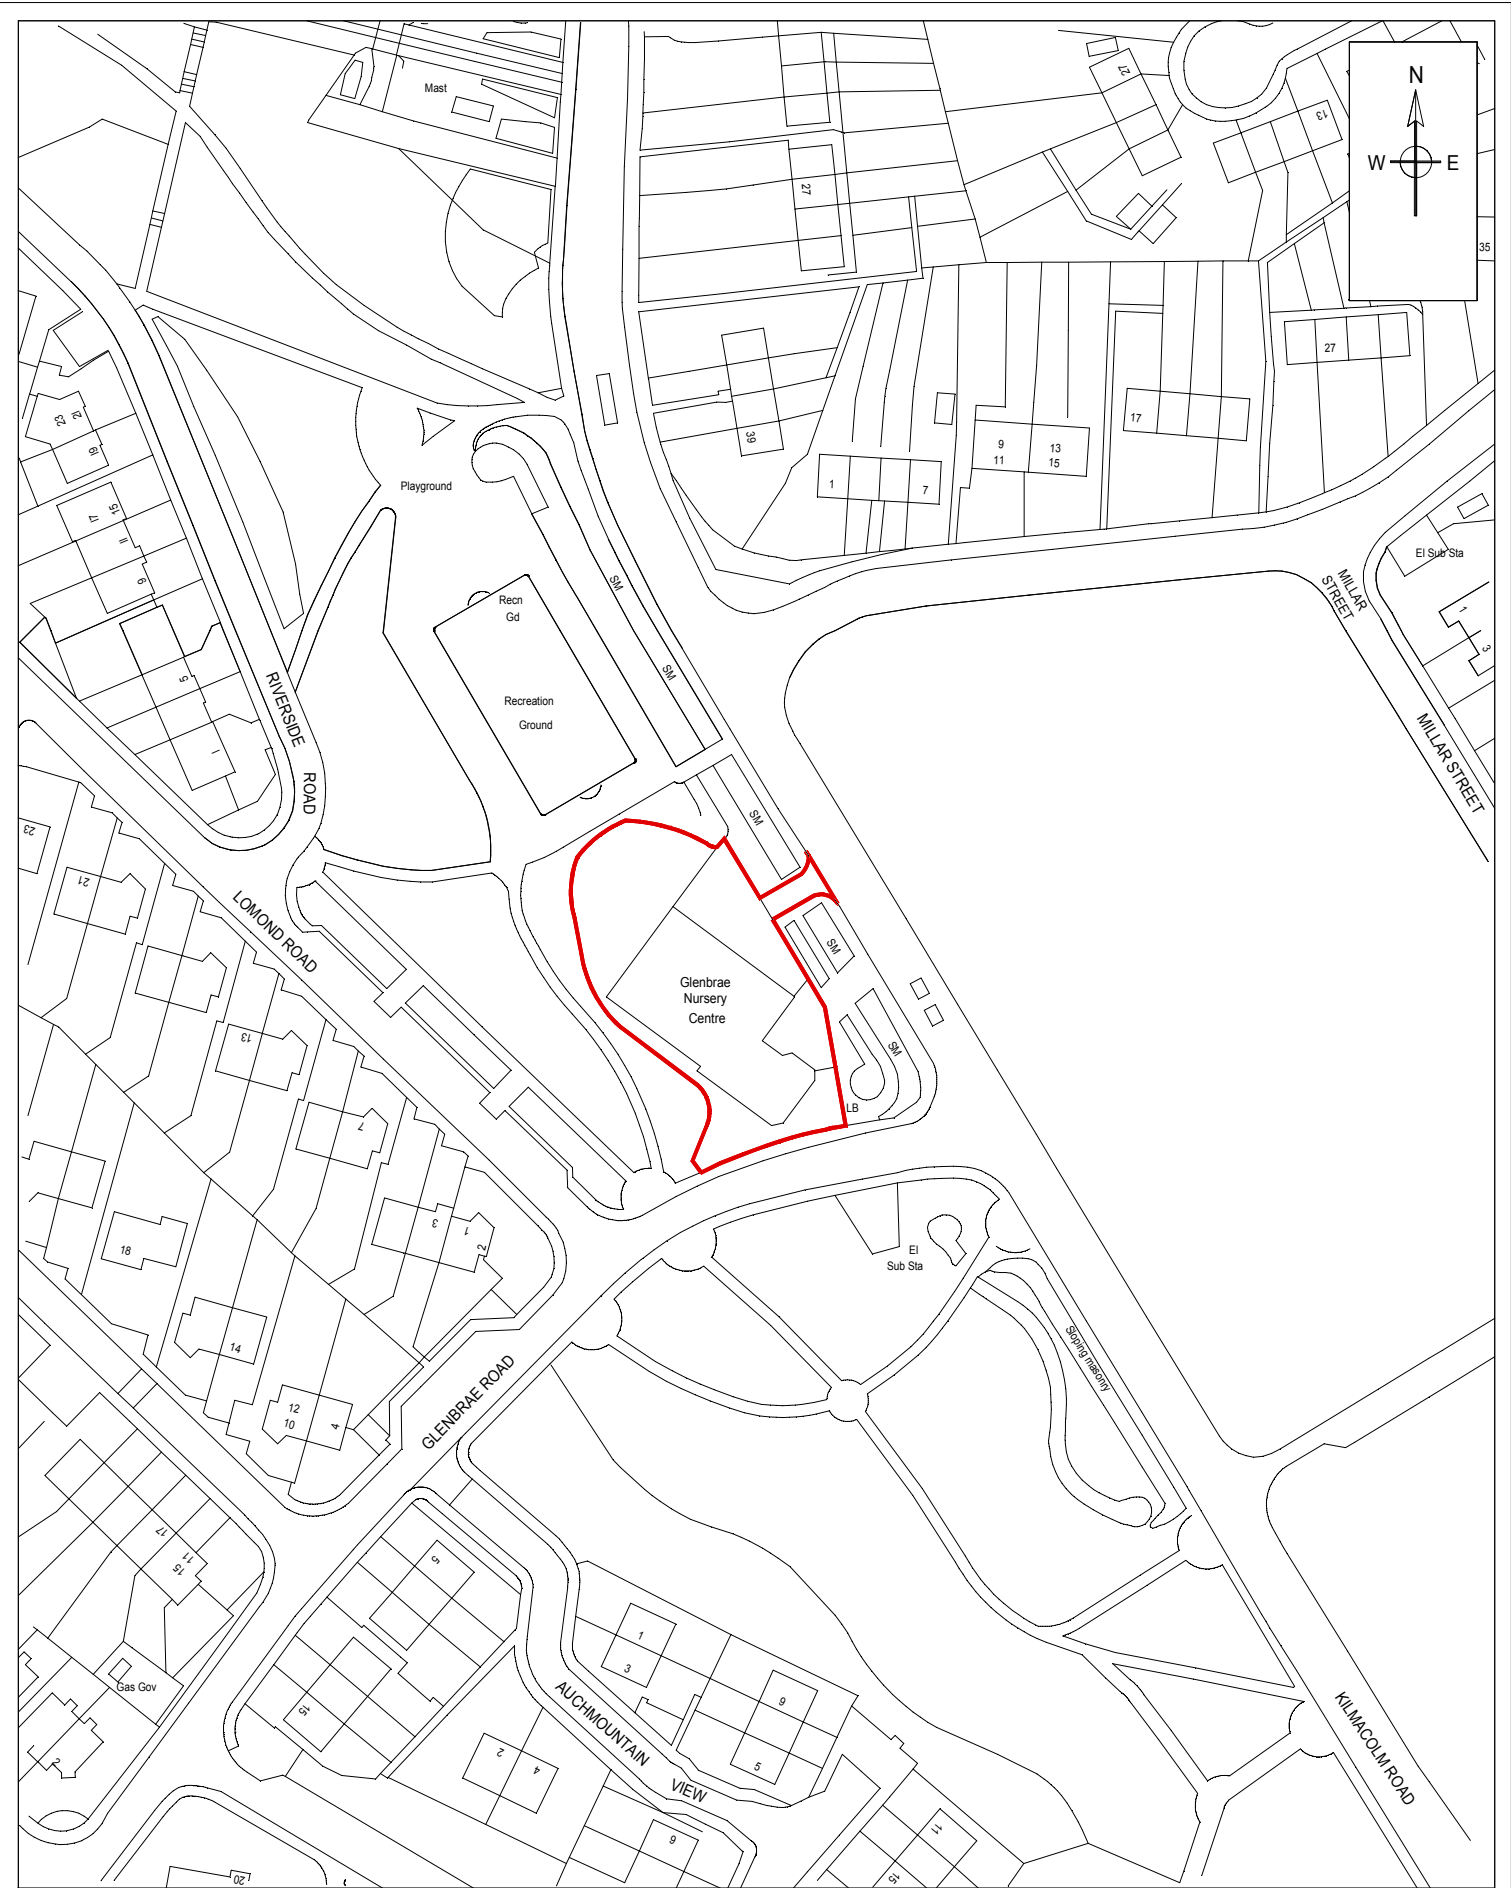 Mast
N
W
E
27
13
35
27
27
39
1
7
9
11
13
15
17
Playground
21
23
19
15
17
11
9
5
1
El Sub Sta
MILLAR
STREET
1
3
MILLAR STREET
SM
SM
SM
Recn
Gd
Recreation
Ground
RIVERSIDE
ROAD
23
21
LOMOND ROAD
13
7
SM
Glenbrae
Nursery
Centre
SM
LB
3
1
2
18
14
12
10
4
El
Sub Sta
Sloping masonry
GLENBRAE ROAD
17
11
15
5
15
Gas Gov
2
1
3
9
5
AUCHMOUNTAIN
VIEW
2
4
6
11
15
20
KILMACOLM ROAD